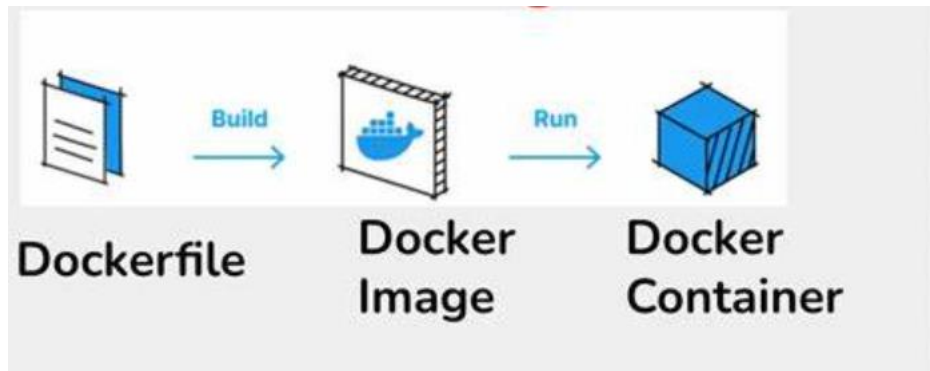 Build
Run
Dockerfile
Docker
Image
Docker
Container